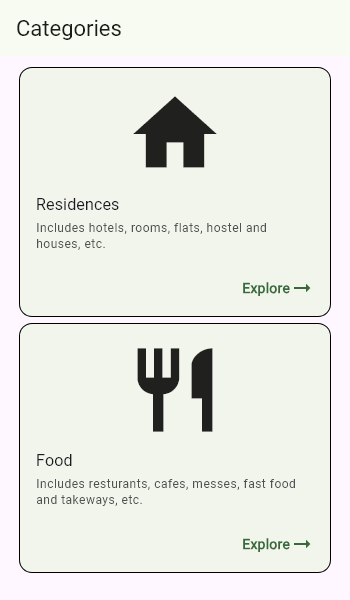 Categories
Residences
Includes hotels, rooms, flats, hostel and
houses, etc.
Explore
Food
Includes resturants, cafes, messes, fast food
and takeways, etc.
Explore